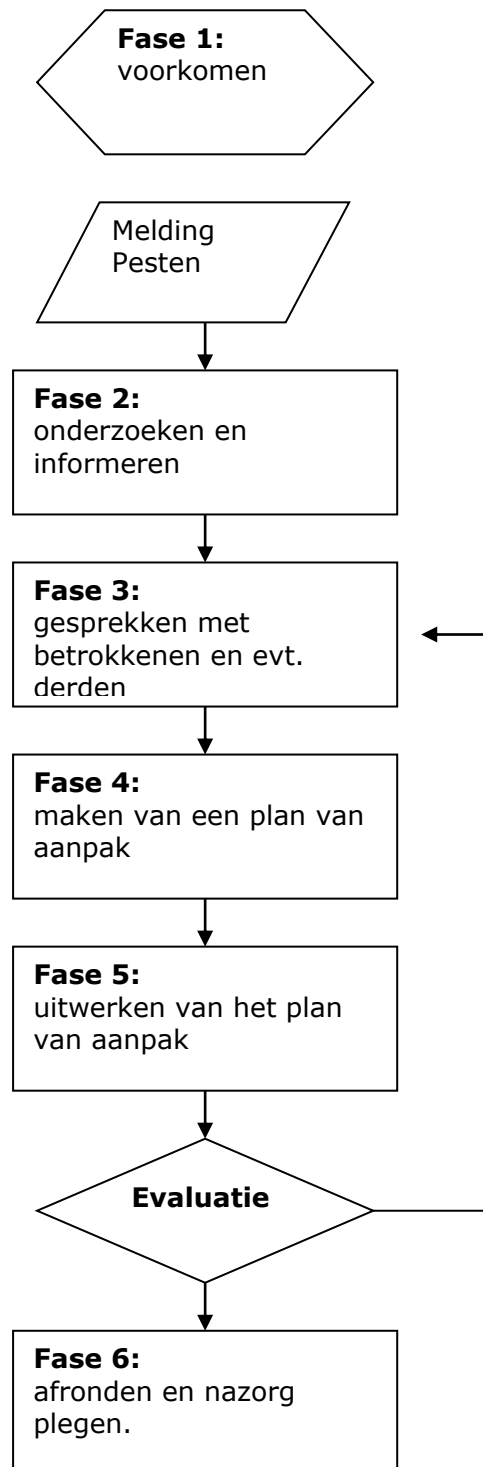 Fase 1:
voorkomen
Melding
Pesten
Fase 2:
onderzoeken en
informeren
Fase 3:
gesprekken met
betrokkenen en evt.
derden
Fase 4:
maken van een plan van
aanpak
Fase 5:
uitwerken van het plan
van aanpak
Evaluatie
Fase 6:
afronden en nazorg
plegen.